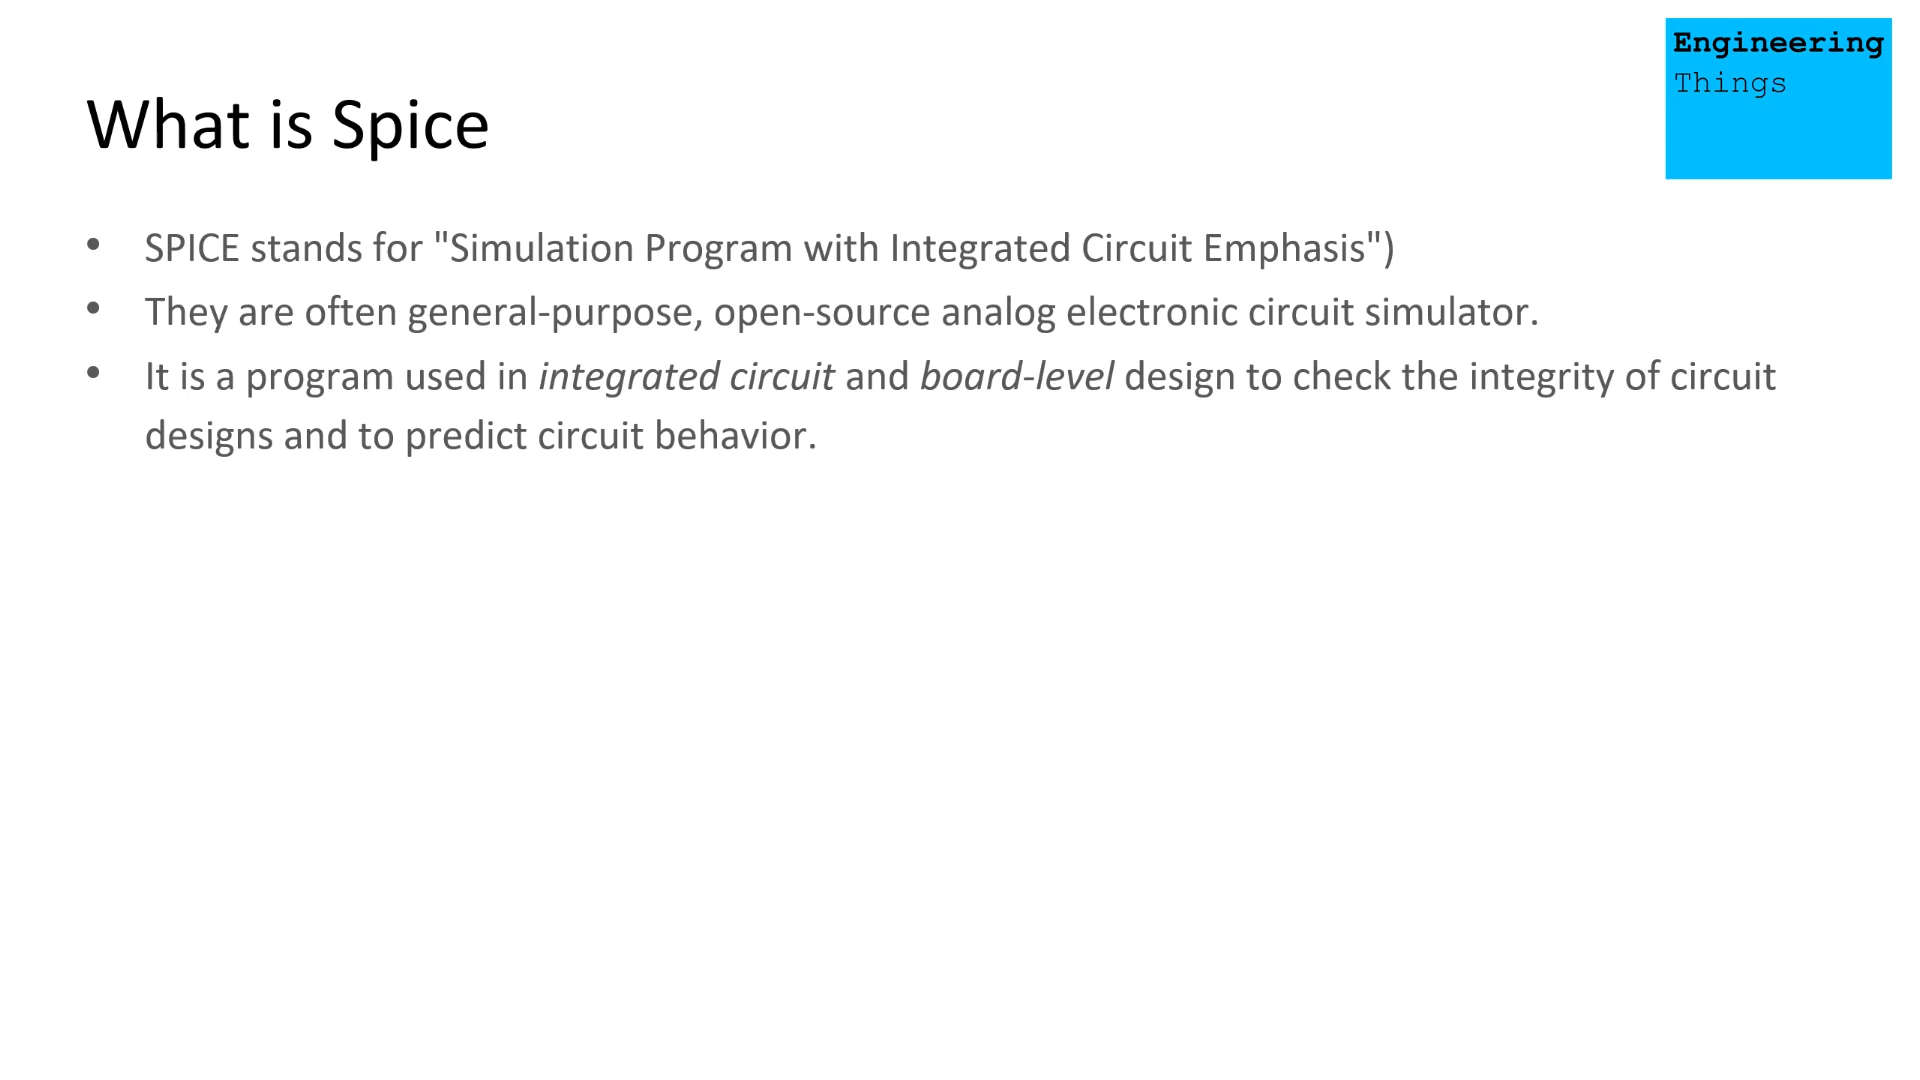 Engineering
Things
What is Spice
• SPICE stands for "Simulation Program with Integrated Circuit Emphasis")
• They are often general-purpose, open-source analog electronic circuit simulator.
• It is a program used in integrated circuit and board-level design to check the integrity of circuit
designs and to predict circuit behavior.